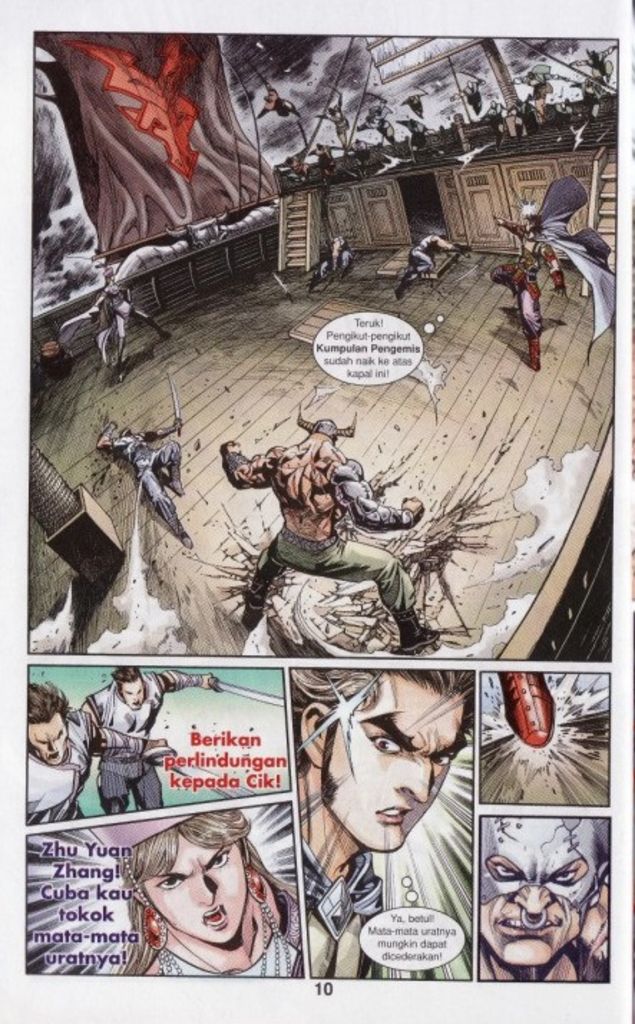 Teruk!
Pengikut-pengikut
Kumpulan Pengemis
sudah naik ke atas
kapal ini!
Berikan
perlindungan
kepada Cik!
Zhu Yuan
Zhang!
Cuba kau
tokok
mata-mata
uratnya!
Ya, betul!
Mata-mata uratnya
mungkin dapat
dicederakan!
10